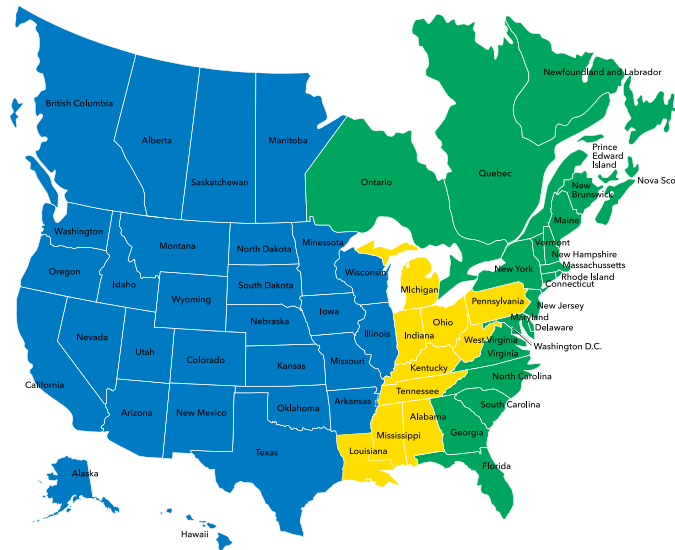 Newfoundland and Labrador
British Columbia
Alberta
Manitoba
Saskatchewan
Ontario
Quebec
Prince
Edward
Island
Nova Sco
New
Brunswick
Maine
Washington
Montana
North Dakota
Minnessota
Vermont
New Hampshire
Massachussetts
Rhode Island
Connecticut
Oregon
Idaho
South Dakota
Wisconsin
MIchigan
New York
Wyoming
Nebraska
Iowa
Pennsylvania
New Jersey
Maryland
Delaware
Washington D.C.
Nevada
Utah
Colorado
Kansas
Missouri
Illinois
Indiana
Ohio
West Virginia
Virginia
Kentucky
North Carolina
California
Arizona
New Mexico
Oklahoma
Arkansas
Tennessee
South Carolina
Texas
Louisiana
Mississippi
Alabama
Georgia
Florida
Alaska
Hawaii